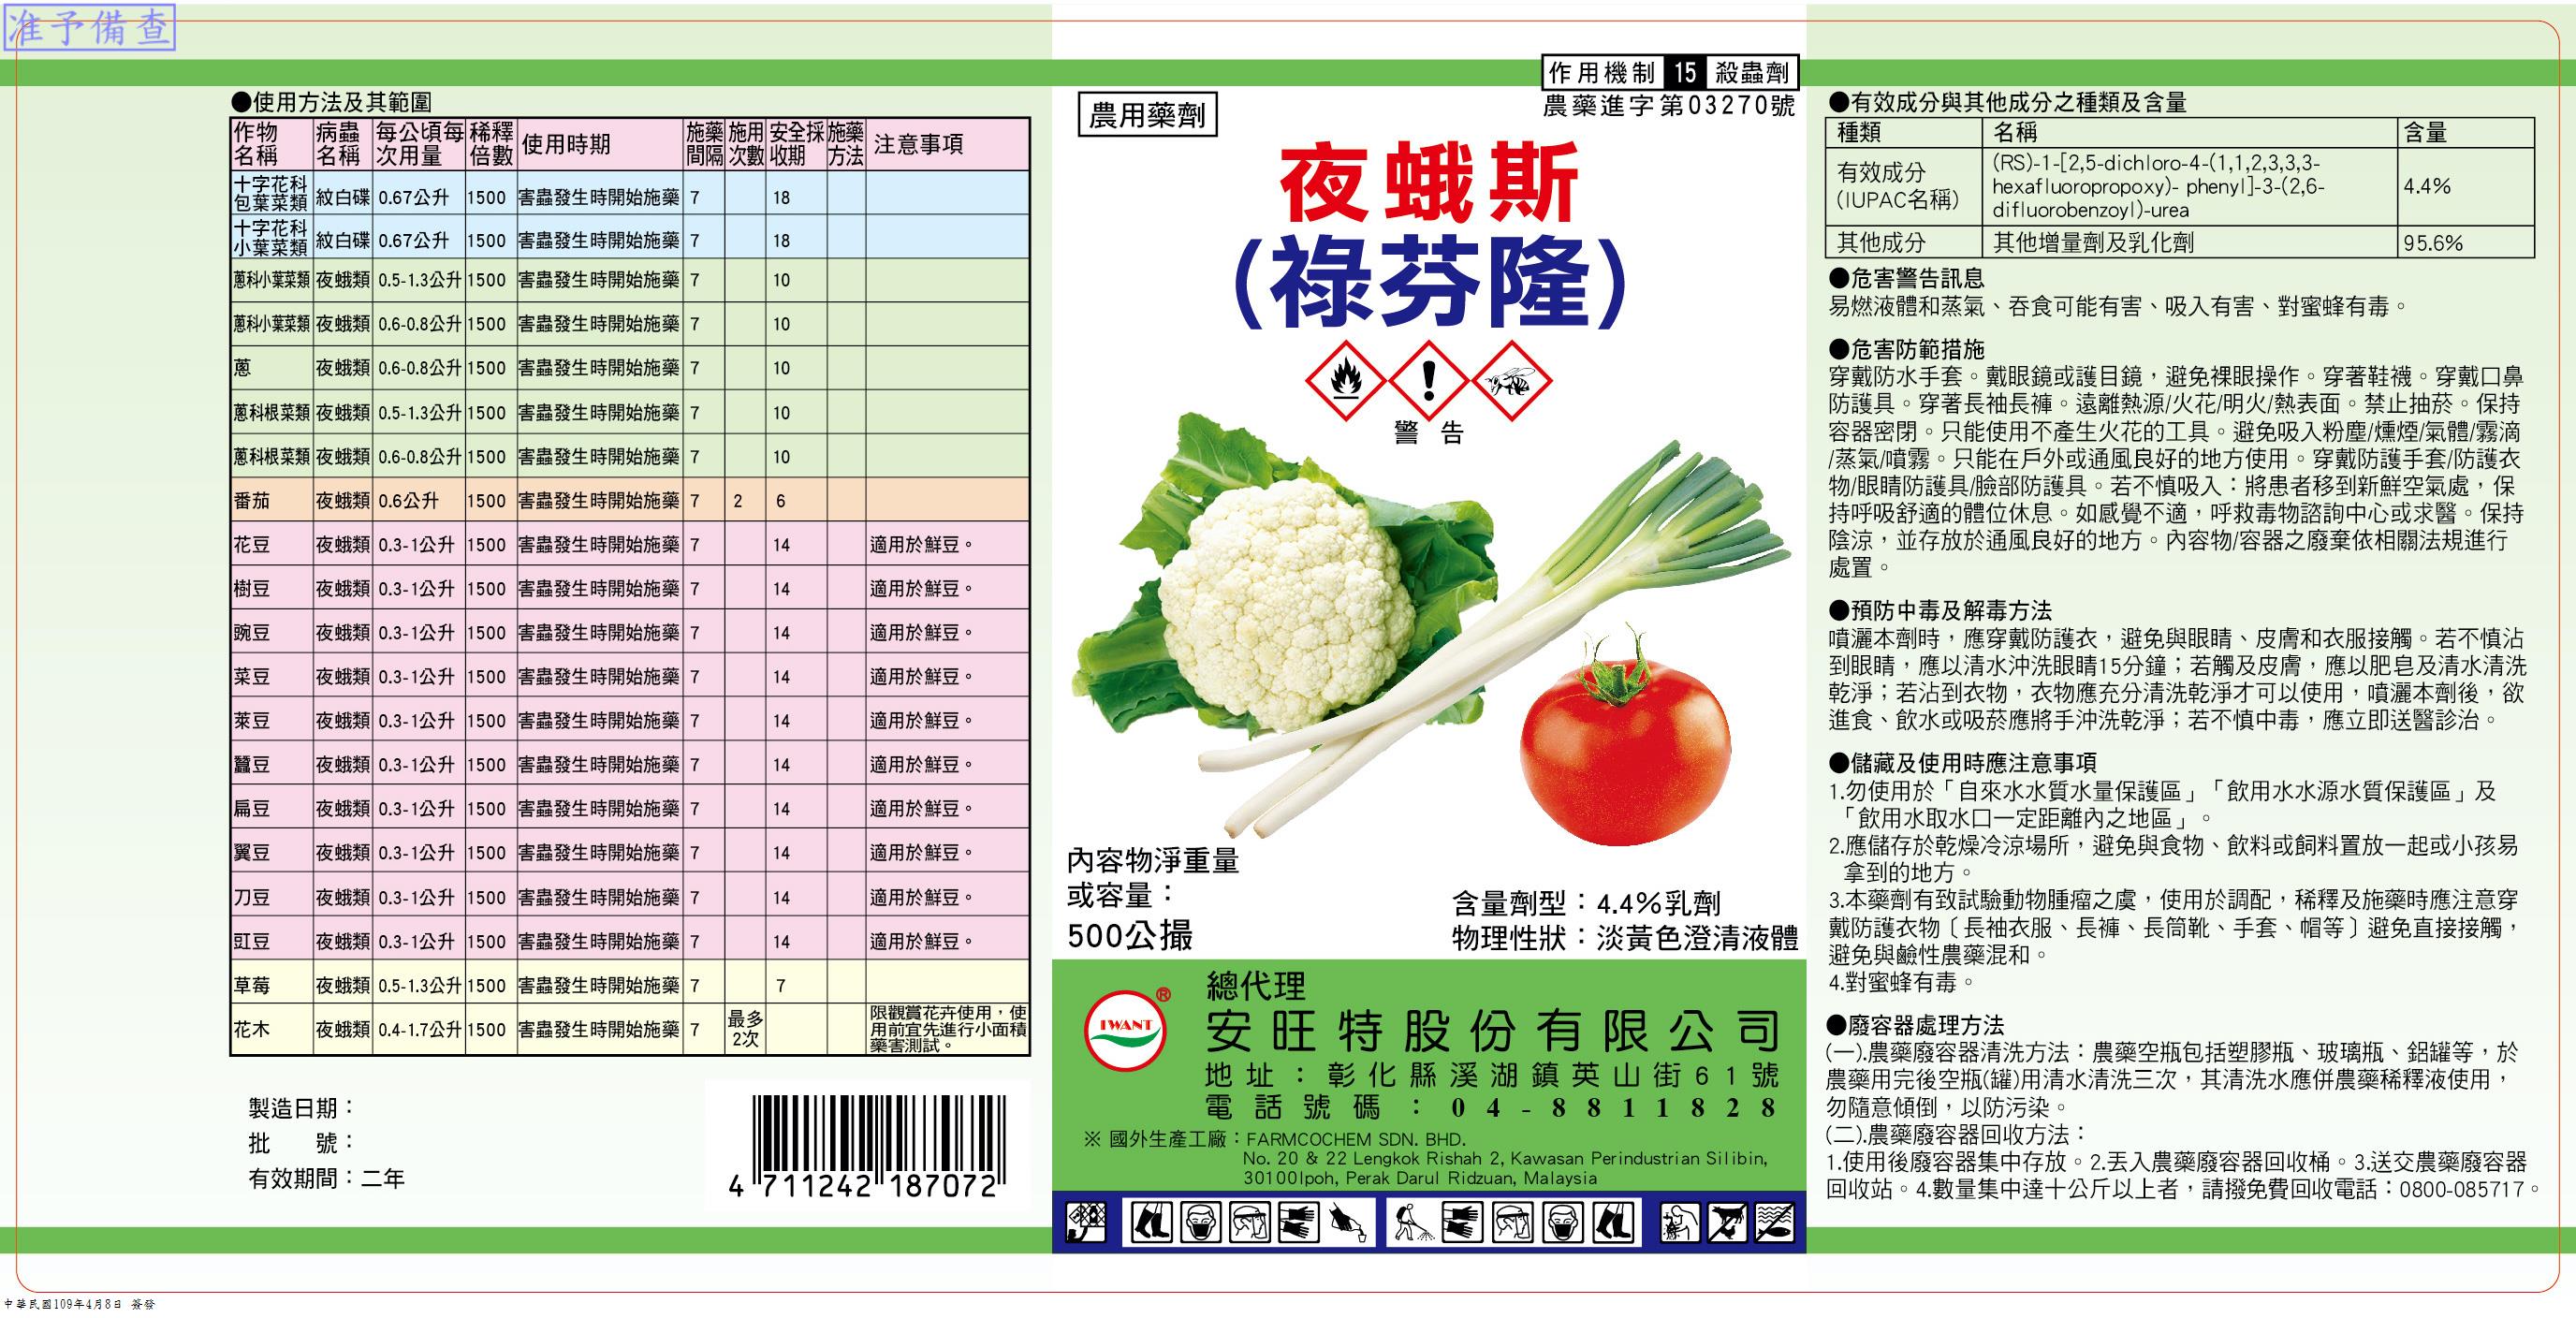 准予備查
●使用方法及其範圍
作物名稱 病蟲名稱 每公頃每次用量 稀釋倍數 使用時期 施藥間隔 施用次數 安全採收期 施藥方法 注意事項
十字花科包葉菜類 紋白碟 0.67公升 1500 害蟲發生時開始施藥 7 18
十字花科小葉菜類 紋白碟 0.67公升 1500 害蟲發生時開始施藥 7 18
蔥科小葉菜類 夜蛾類 0.5-1.3公升 1500 害蟲發生時開始施藥 7 10
蔥科小葉菜類 夜蛾類 0.6-0.8公升 1500 害蟲發生時開始施藥 7 10
蔥 夜蛾類 0.6-0.8公升 1500 害蟲發生時開始施藥 7 10
蔥科根菜類 夜蛾類 0.5-1.3公升 1500 害蟲發生時開始施藥 7 10
蔥科根菜類 夜蛾類 0.6-0.8公升 1500 害蟲發生時開始施藥 7 10
番茄 夜蛾類 0.6公升 1500 害蟲發生時開始施藥 7 2 6
花豆 夜蛾類 0.3-1公升 1500 害蟲發生時開始施藥 7 14 適用於鮮豆。
樹豆 夜蛾類 0.3-1公升 1500 害蟲發生時開始施藥 7 14 適用於鮮豆。
豌豆 夜蛾類 0.3-1公升 1500 害蟲發生時開始施藥 7 14 適用於鮮豆。
菜豆 夜蛾類 0.3-1公升 1500 害蟲發生時開始施藥 7 14 適用於鮮豆。
萊豆 夜蛾類 0.3-1公升 1500 害蟲發生時開始施藥 7 14 適用於鮮豆。
蠶豆 夜蛾類 0.3-1公升 1500 害蟲發生時開始施藥 7 14 適用於鮮豆。
扁豆 夜蛾類 0.3-1公升 1500 害蟲發生時開始施藥 7 14 適用於鮮豆。
翼豆 夜蛾類 0.3-1公升 1500 害蟲發生時開始施藥 7 14 適用於鮮豆。
刀豆 夜蛾類 0.3-1公升 1500 害蟲發生時開始施藥 7 14 適用於鮮豆。
豇豆 夜蛾類 0.3-1公升 1500 害蟲發生時開始施藥 7 14 適用於鮮豆。
草莓 夜蛾類 0.5-1.3公升 1500 害蟲發生時開始施藥 7 7
花木 夜蛾類 0.4-1.7公升 1500 害蟲發生時開始施藥 7 最多2次 限觀賞花卉使用，使用前宜先進行小面積藥害測試。
製造日期：
批 號：
有效期間：二年
4 711242 187072
作用機制 15 殺蟲劑
農藥進字第03270號
農用藥劑
夜蛾斯
(祿芬隆)
警 告
內容物淨重量
或容量：
500公撮
含量劑型：4.4%乳劑
物理性狀：淡黃色澄清液體
IWANT ®
總代理
安旺特股份有限公司
地址：彰化縣溪湖鎮英山街61號
電話號碼：04-8811828
※ 國外生產工廠：FARMCOCHEM SDN. BHD.
No. 20 & 22 Lengkok Rishah 2, Kawasan Perindustrian Silibin,
30100Ipoh, Perak Darul Ridzuan, Malaysia
●有效成分與其他成分之種類及含量
種類 名稱 含量
有效成分(IUPAC名稱) (RS)-1-[2,5-dichloro-4-(1,1,2,3,3,3-hexafluoropropoxy)- phenyl]-3-(2,6-difluorobenzoyl)-urea 4.4%
其他成分 其他增量劑及乳化劑 95.6%
●危害警告訊息
易燃液體和蒸氣、吞食可能有害、吸入有害、對蜜蜂有毒。
●危害防範措施
穿戴防水手套。戴眼鏡或護目鏡，避免裸眼操作。穿著鞋襪。穿戴口鼻
防護具。穿著長袖長褲。遠離熱源/火花/明火/熱表面。禁止抽菸。保持
容器密閉。只能使用不產生火花的工具。避免吸入粉塵/燻煙/氣體/霧滴
/蒸氣/噴霧。只能在戶外或通風良好的地方使用。穿戴防護手套/防護衣
物/眼睛防護具/臉部防護具。若不慎吸入：將患者移到新鮮空氣處，保
持呼吸舒適的體位休息。如感覺不適，呼救毒物諮詢中心或求醫。保持
陰涼，並存放於通風良好的地方。內容物/容器之廢棄依相關法規進行
處置。
●預防中毒及解毒方法
噴灑本劑時，應穿戴防護衣，避免與眼睛、皮膚和衣服接觸。若不慎沾
到眼睛，應以清水沖洗眼睛15分鐘；若觸及皮膚，應以肥皂及清水清洗
乾淨；若沾到衣物，衣物應充分清洗乾淨才可以使用，噴灑本劑後，欲
進食、飲水或吸菸應將手沖洗乾淨；若不慎中毒，應立即送醫診治。
●儲藏及使用時應注意事項
1.勿使用於「自來水水質水量保護區」「飲用水水源水質保護區」及
「飲用水取水口一定距離內之地區」。
2.應儲存於乾燥冷涼場所，避免與食物、飲料或飼料置放一起或小孩易
拿到的地方。
3.本藥劑有致試驗動物腫瘤之虞，使用於調配，稀釋及施藥時應注意穿
戴防護衣物〔長袖衣服、長褲、長筒靴、手套、帽等〕避免直接接觸，
避免與鹼性農藥混和。
4.對蜜蜂有毒。
●廢容器處理方法
(一).農藥廢容器清洗方法：農藥空瓶包括塑膠瓶、玻璃瓶、鋁罐等，於
農藥用完後空瓶(罐)用清水清洗三次，其清洗水應併農藥稀釋液使用，
勿隨意傾倒，以防污染。
(二).農藥廢容器回收方法：
1.使用後廢容器集中存放。2.丟入農藥廢容器回收桶。3.送交農藥廢容器
回收站。4.數量集中達十公斤以上者，請撥免費回收電話：0800-085717。
中華民國109年4月8日 簽發